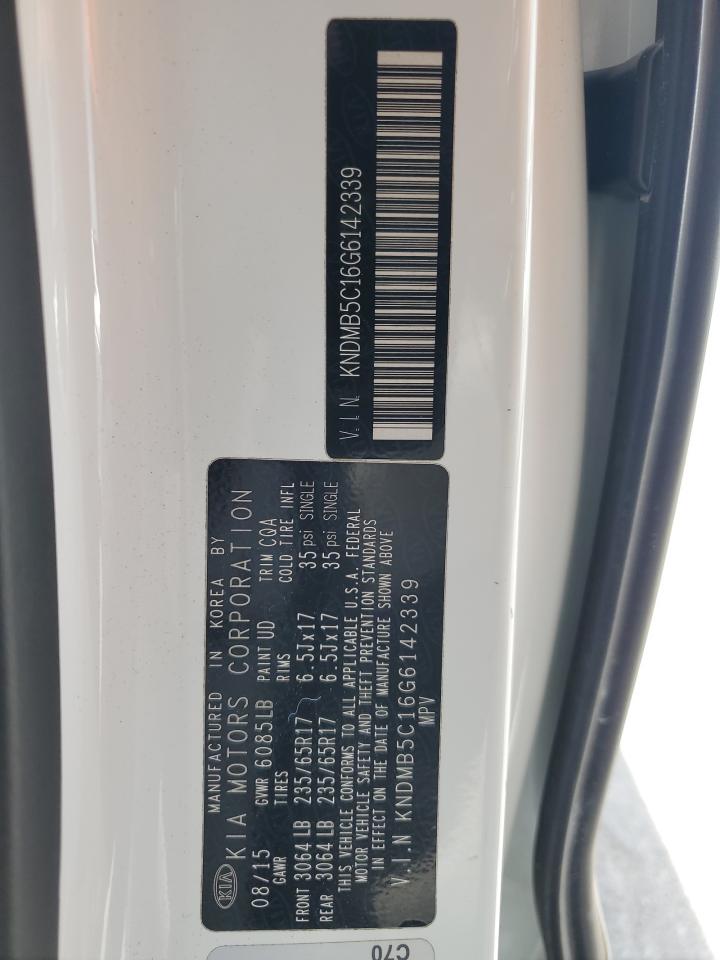 MANUFACTURED IN KOREA BY
KIA KIA MOTORS CORPORATION
08/15 GVWR 6085LB PAINT UD TRIM CQA
GAWR TIRES RIMS COLD TIRE INFL
FRONT 3064 LB 235/65R17 6.5Jx17 35 psi SINGLE
REAR 3064 LB 235/65R17 6.5Jx17 35 psi SINGLE
THIS VEHICLE CONFORMS TO ALL APPLICABLE U.S.A. FEDERAL
MOTOR VEHICLE SAFETY AND THEFT PREVENTION STANDARDS
IN EFFECT ON THE DATE OF MANUFACTURE SHOWN ABOVE
V.I.N KNDMB5C16G6142339
MPV
V.I.N. KNDMB5C16G6142339
C70